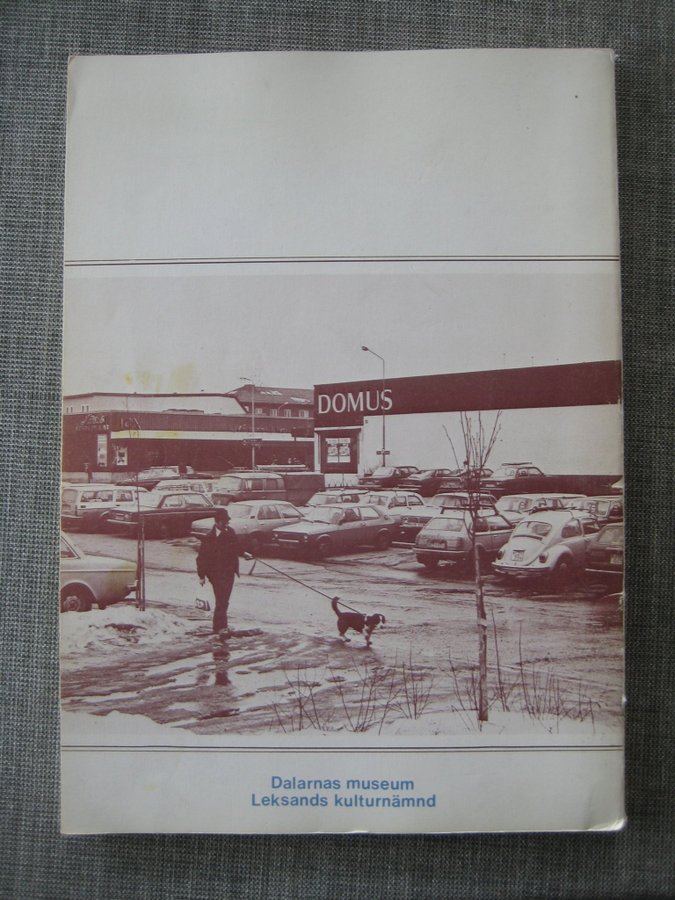 DOMUS
Dalarnas museum
Leksands kulturnämnd